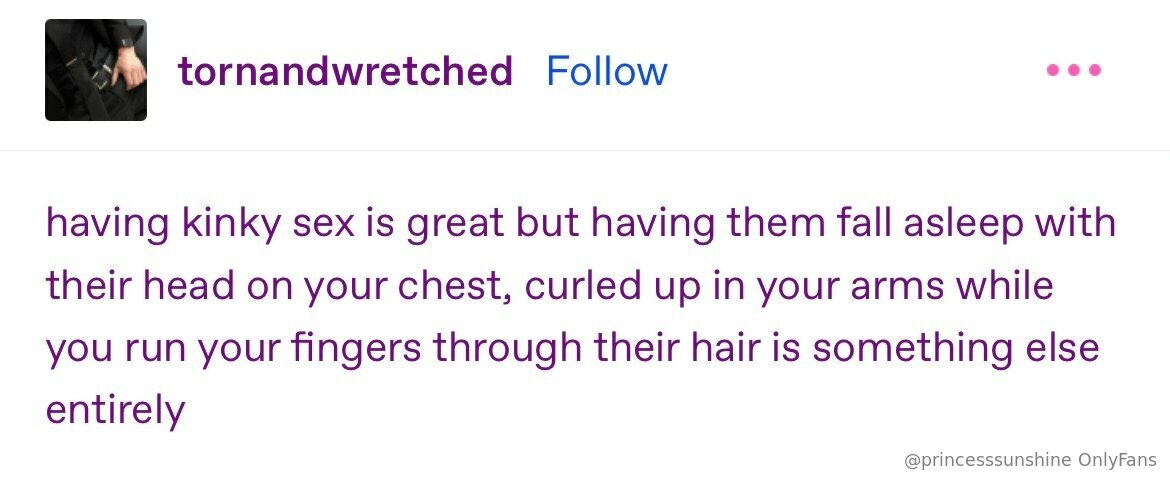 tornandwretched Follow
having kinky sex is great but having them fall asleep with
their head on your chest, curled up in your arms while
you run your fingers through their hair is something else
entirely
@princesssunshine OnlyFans